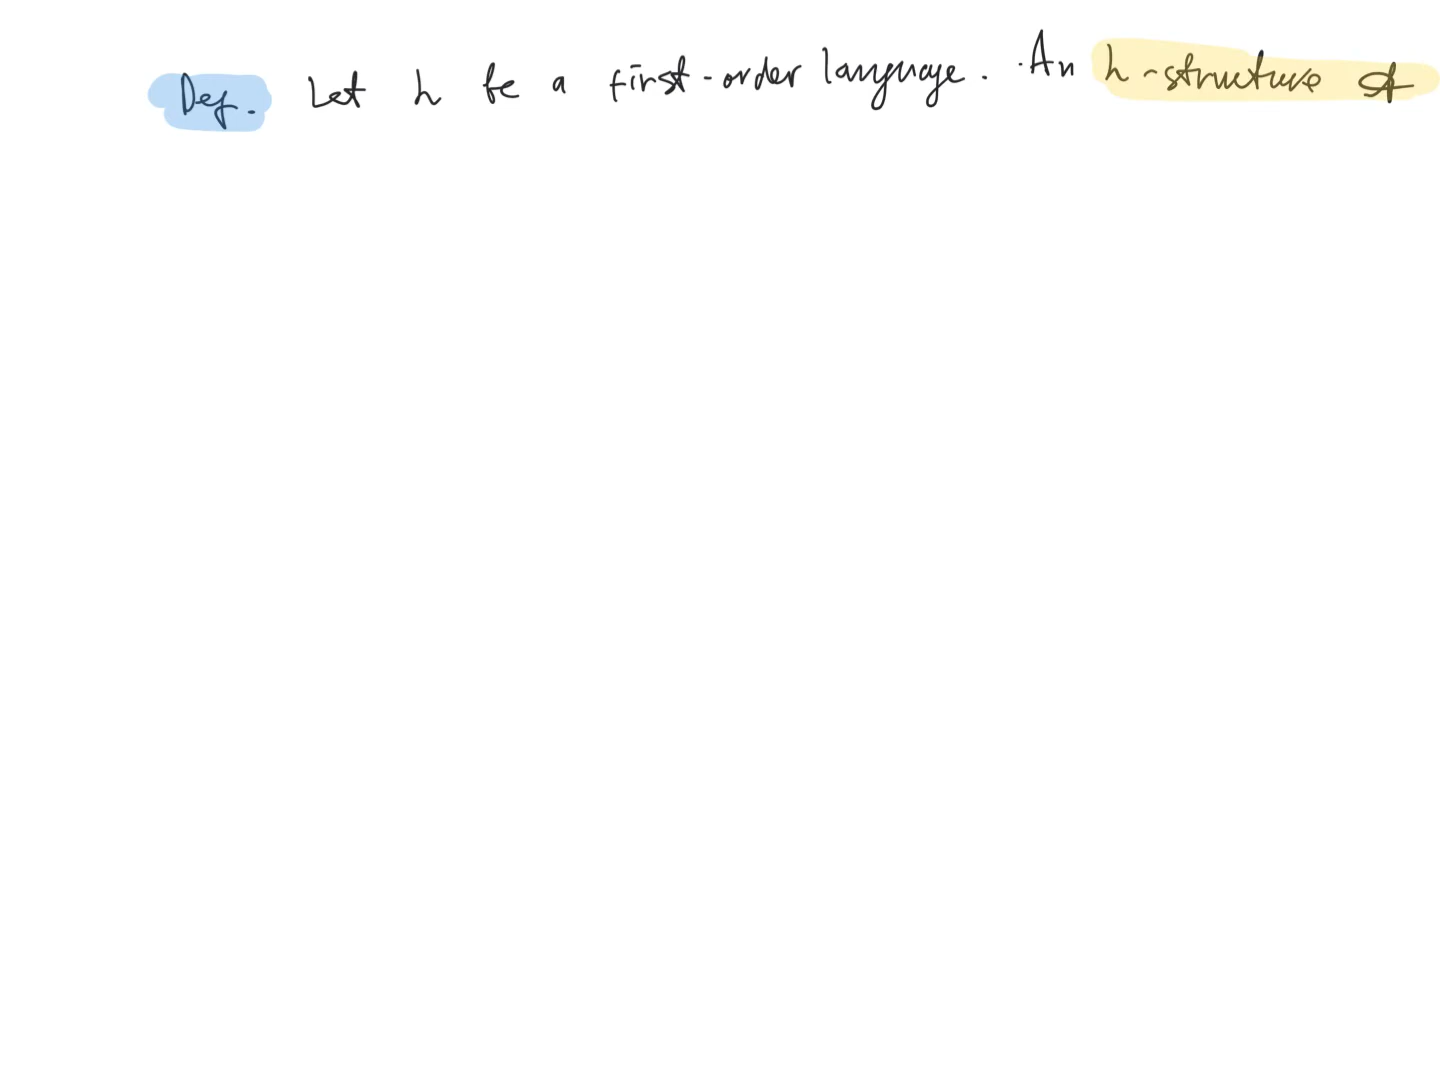 Def. Let h be a first-order language. An h-structure A